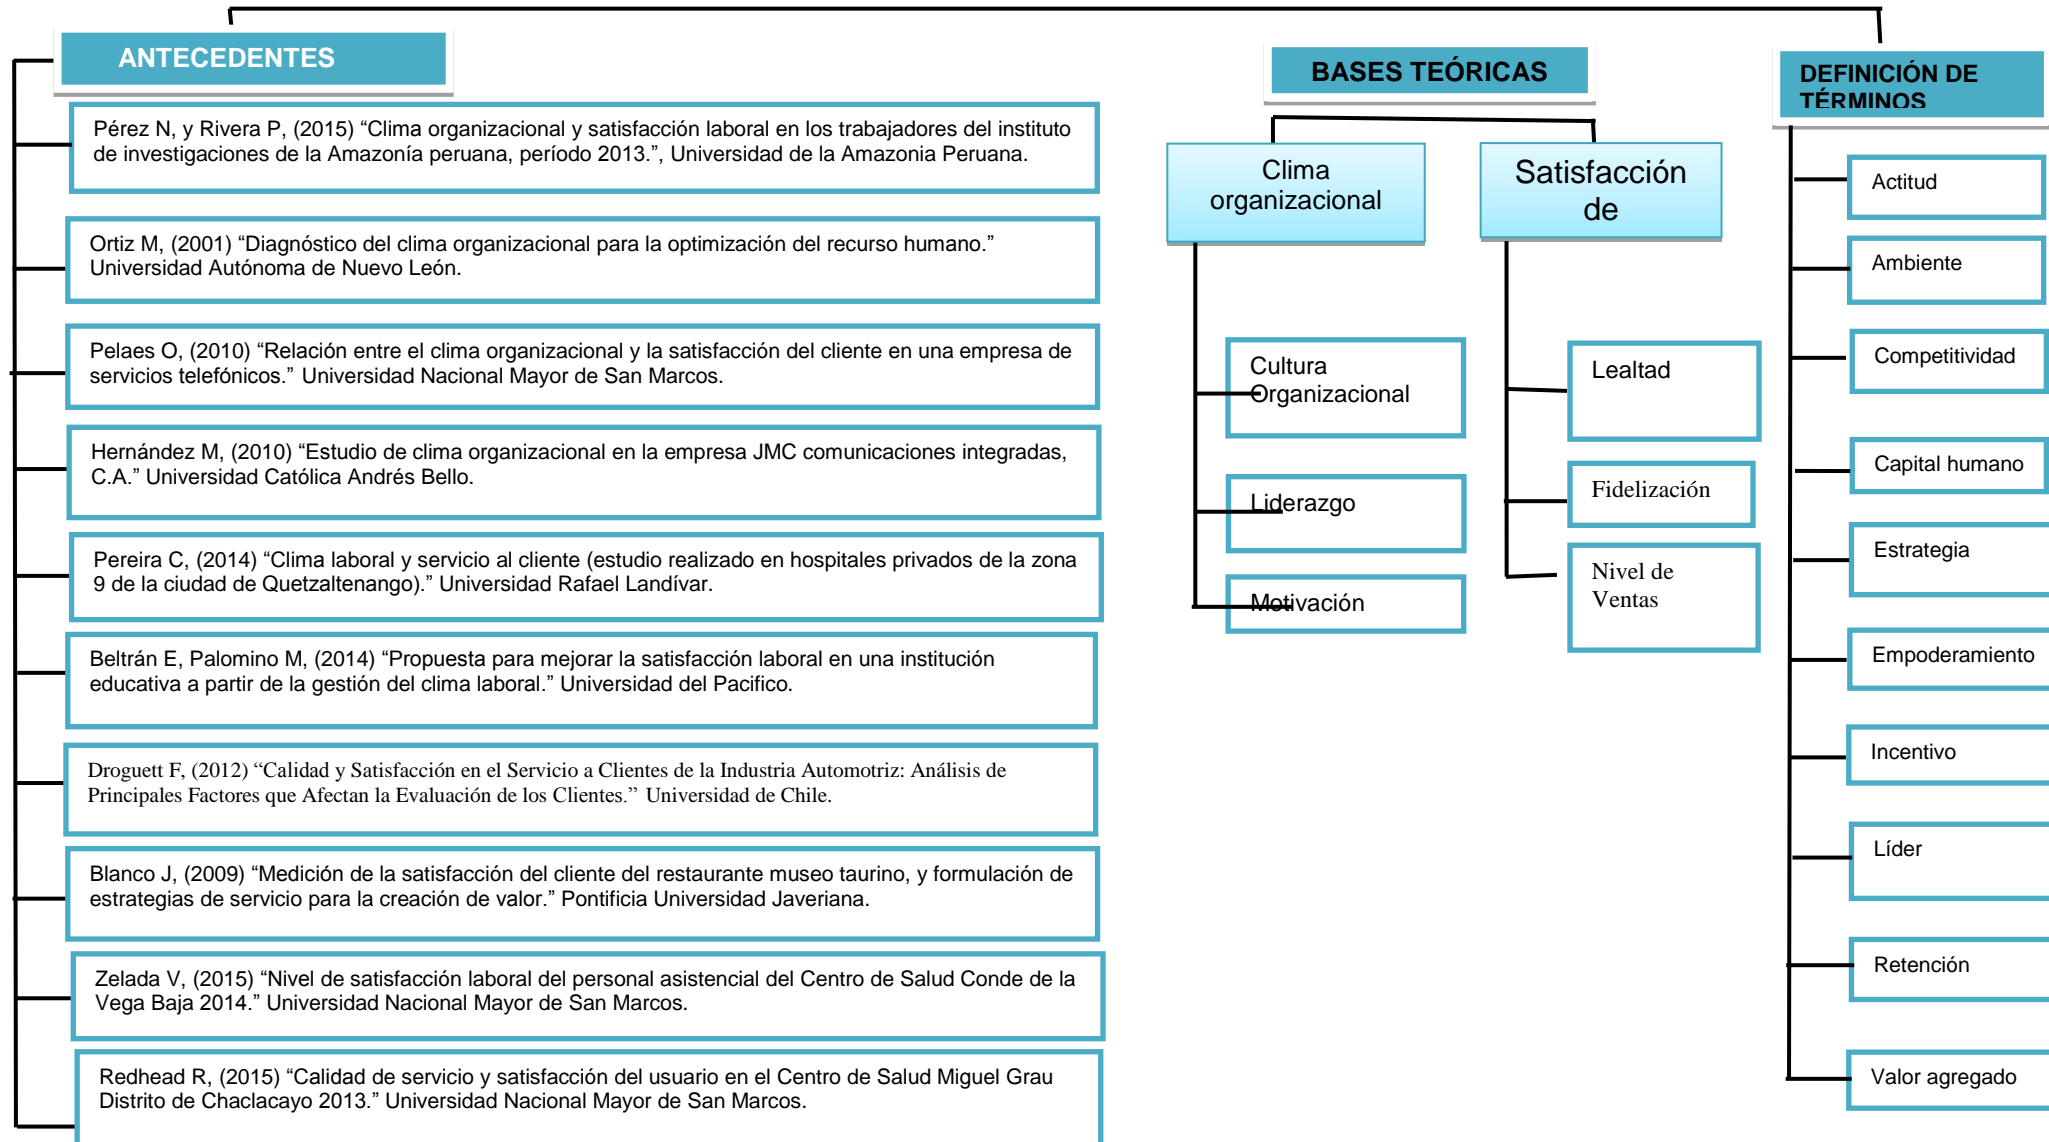 ANTECEDENTES
Pérez N, y Rivera P, (2015) “Clima organizacional y satisfacción laboral en los trabajadores del instituto
de investigaciones de la Amazonía peruana, período 2013.”, Universidad de la Amazonia Peruana.
Ortiz M, (2001) “Diagnóstico del clima organizacional para la optimización del recurso humano.”
Universidad Autónoma de Nuevo León.
Pelaes O, (2010) “Relación entre el clima organizacional y la satisfacción del cliente en una empresa de
servicios telefónicos.” Universidad Nacional Mayor de San Marcos.
Hernández M, (2010) “Estudio de clima organizacional en la empresa JMC comunicaciones integradas,
C.A.” Universidad Católica Andrés Bello.
Pereira C, (2014) “Clima laboral y servicio al cliente (estudio realizado en hospitales privados de la zona
9 de la ciudad de Quetzaltenango).” Universidad Rafael Landívar.
Beltrán E, Palomino M, (2014) “Propuesta para mejorar la satisfacción laboral en una institución
educativa a partir de la gestión del clima laboral.” Universidad del Pacifico.
Droguett F, (2012) “Calidad y Satisfacción en el Servicio a Clientes de la Industria Automotriz: Análisis de
Principales Factores que Afectan la Evaluación de los Clientes.” Universidad de Chile.
Blanco J, (2009) “Medición de la satisfacción del cliente del restaurante museo taurino, y formulación de
estrategias de servicio para la creación de valor.” Pontificia Universidad Javeriana.
Zelada V, (2015) “Nivel de satisfacción laboral del personal asistencial del Centro de Salud Conde de la
Vega Baja 2014.” Universidad Nacional Mayor de San Marcos.
Redhead R, (2015) “Calidad de servicio y satisfacción del usuario en el Centro de Salud Miguel Grau
Distrito de Chaclacayo 2013.” Universidad Nacional Mayor de San Marcos.
BASES TEÓRICAS
Clima
organizacional
Cultura
Organizacional
Liderazgo
Motivación
Satisfacción
de
Lealtad
Fidelización
Nivel de
Ventas
DEFINICIÓN DE
TÉRMINOS
Actitud
Ambiente
Competitividad
Capital humano
Estrategia
Empoderamiento
Incentivo
Líder
Retención
Valor agregado